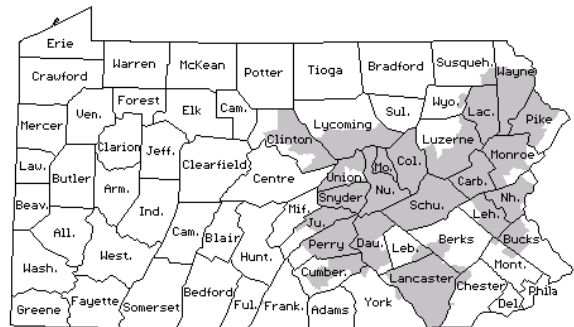 Erie
Warren McKean Potter Tioga Bradford Susqueh. Wayne
Crawford
Forest Elk Cam. Sul. Wyo. Lac.
Mercer Ven. Lycoming Pike
Clinton Luzerne
Clarion Jeff. Clearfield Centre Union Mo. Col. Monroe
Law. Butler Carb.
Arm. Snyder Nu. Nh.
Beav. Ind. Mif. Schu. Leh.
All. Cam. Blair Ju.
Hunt. Perry Dau. Leb. Berks Bucks
Wash. West. Cumber. Mont.
Lancaster Chester Phila
Greene Fayette Somerset Bedford Ful. Frank. Adams York Del.